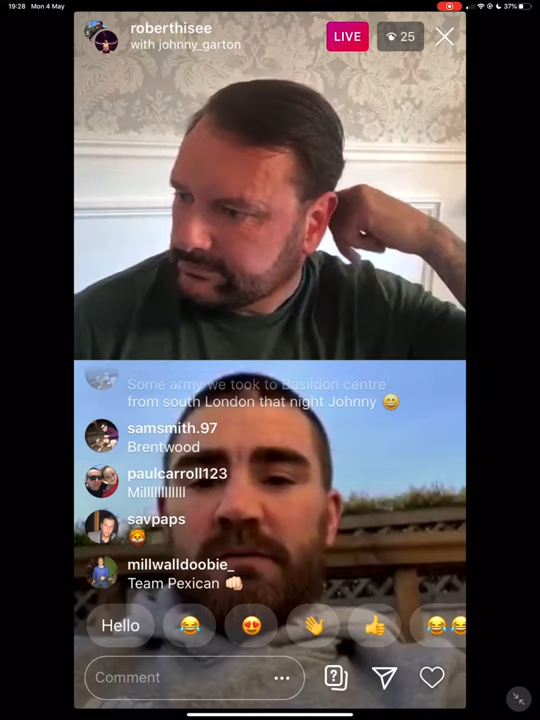 19:28 Mon 4 May
37%
roberthisee
with johnny_garton
LIVE
25
Some army we took to Basildon centre
from south London that night Johnny 😄
samsmith.97
Brentwood
paulcarroll123
Milllllllllllll
savpaps
🐯
millwalldoobie_
Team Pexican 👊🏻
Hello 😂 😍 👋 👍 😂😂
Comment